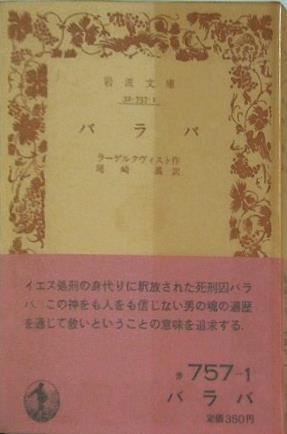 岩波文庫
32-757-1
バラバ
ラーゲルクヴィスト作
尾崎義訳
イエス処刑の身代りに釈放された死刑囚バラ
バ。この神をも人をも信じない男の魂の遍歴
を通じて救いということの意味を追求する.
赤 757-1
バラバ
定価350円